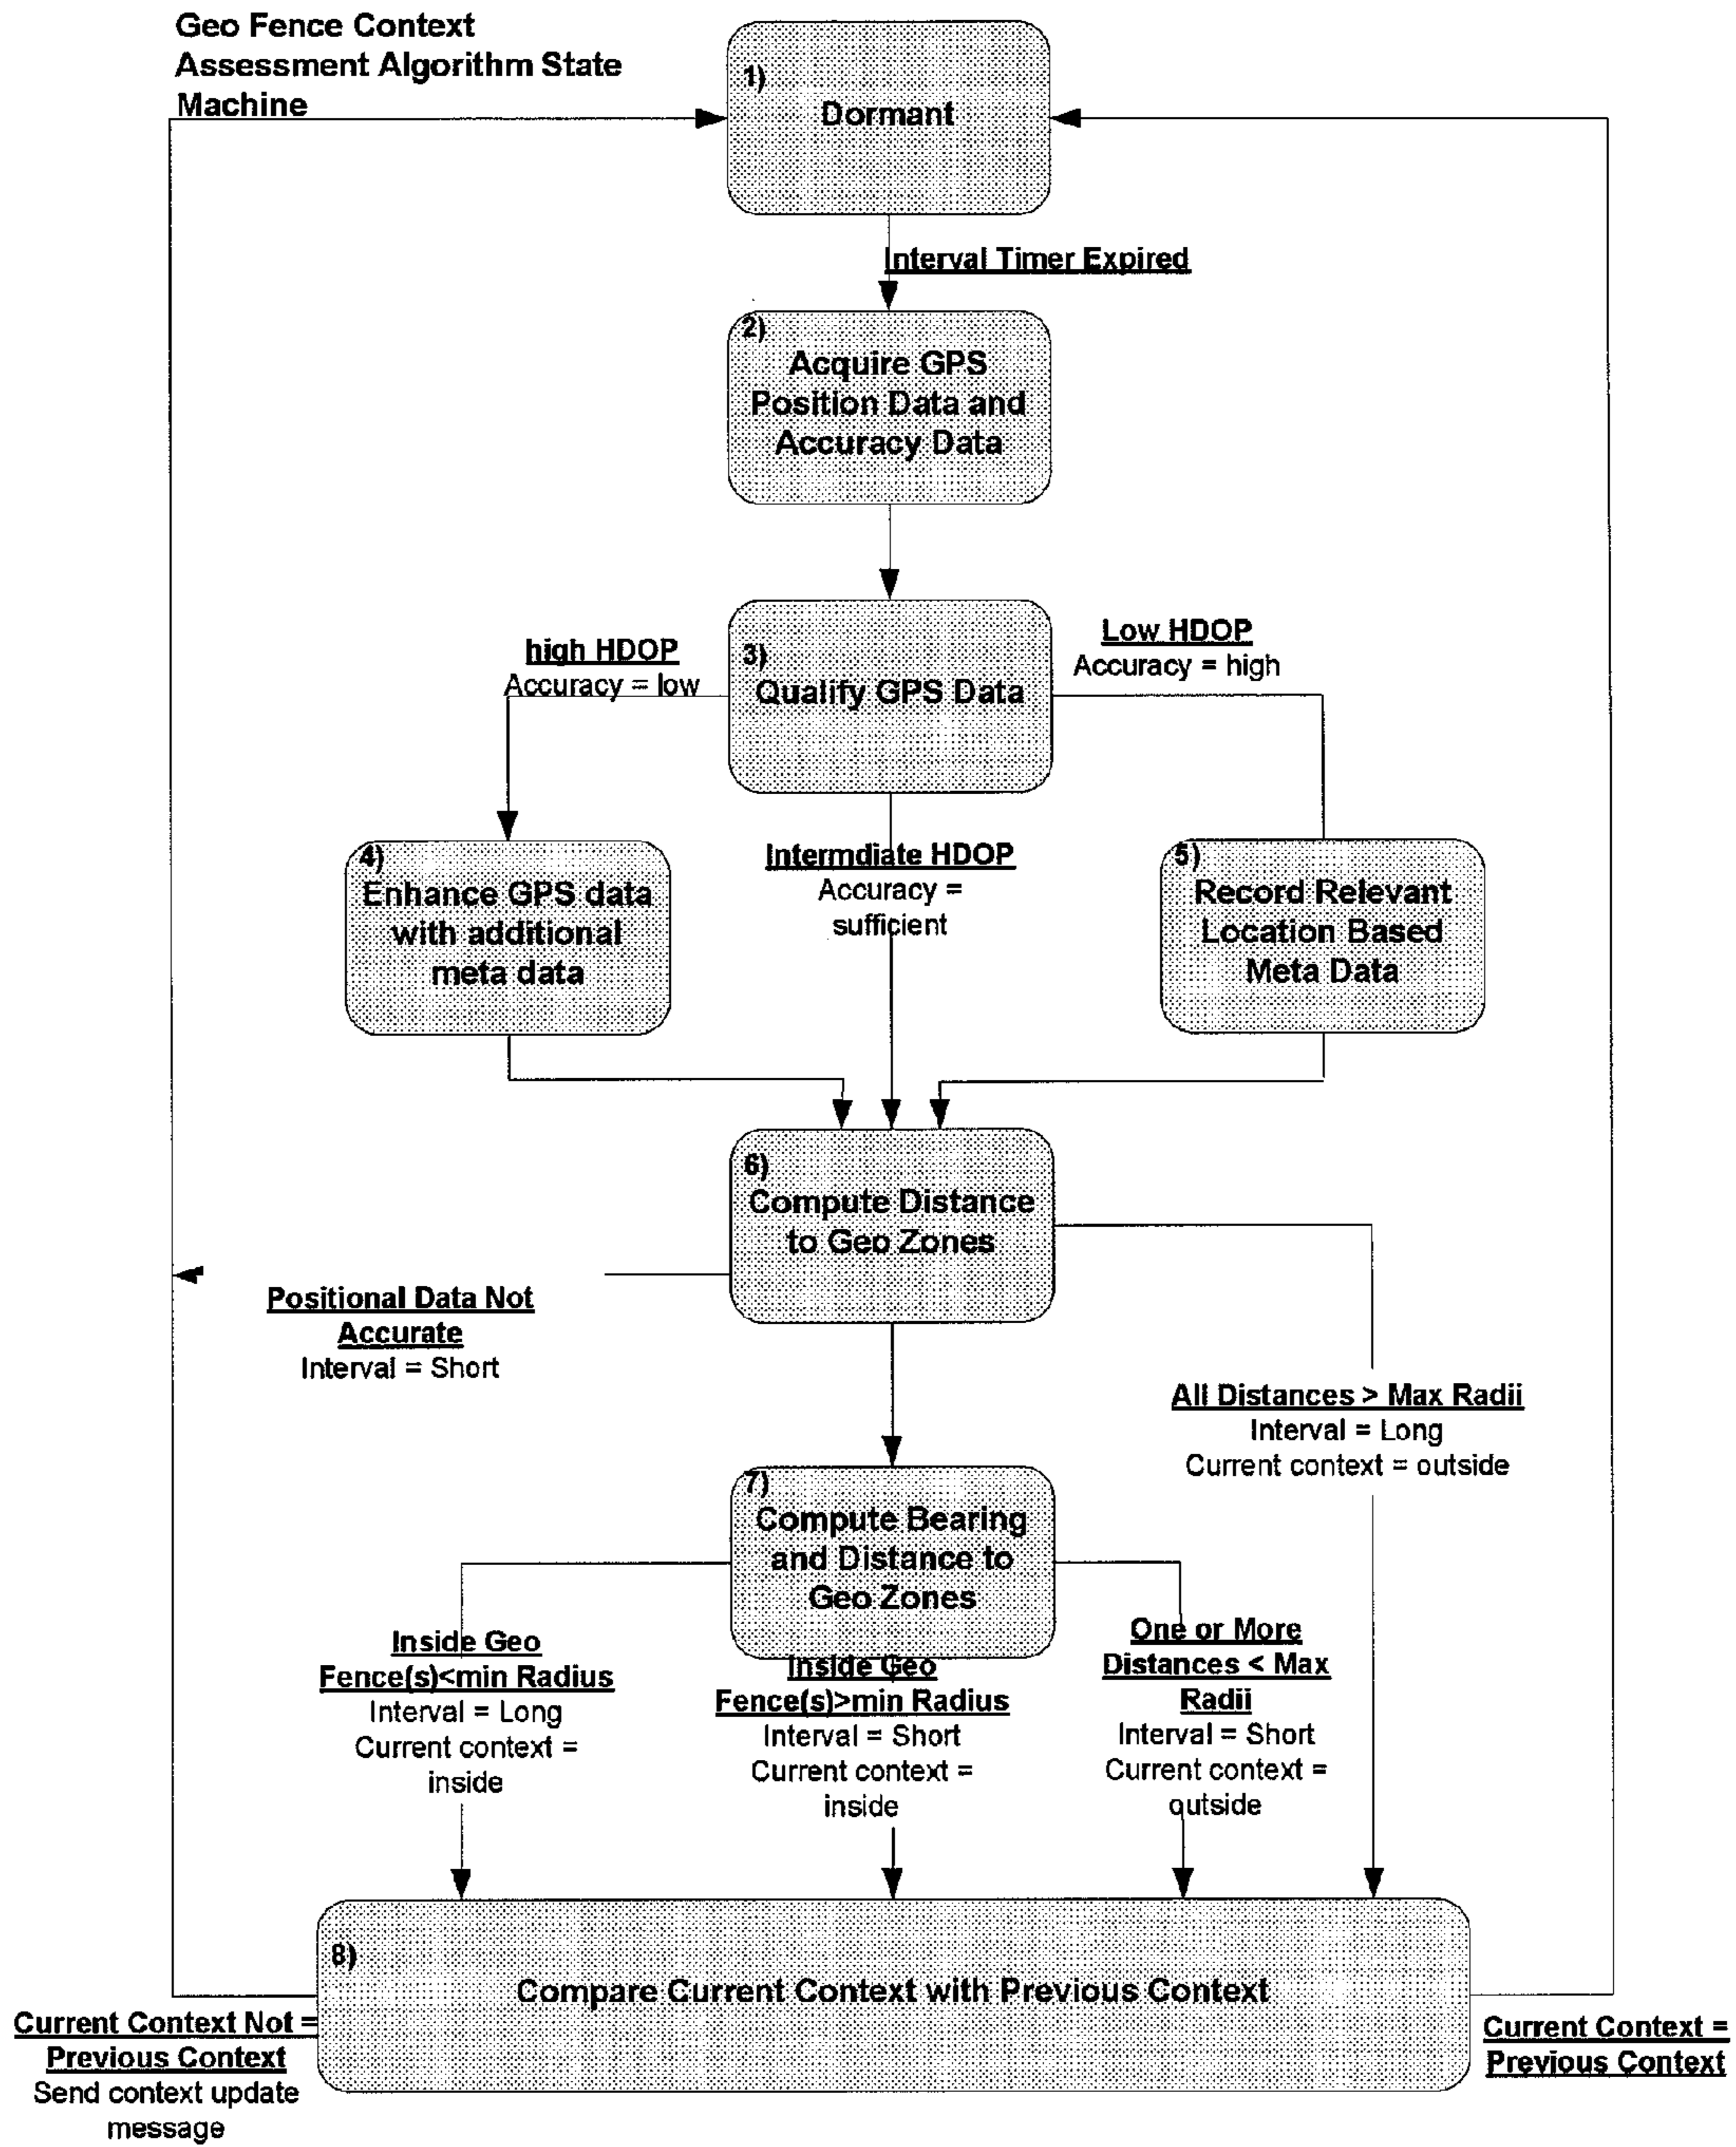 Geo Fence Context
Assessment Algorithm State
Machine
1)
Dormant
Interval Timer Expired
2)
Acquire GPS
Position Data and
Accuracy Data
high HDOP
Accuracy = low
3)
Qualify GPS Data
Low HDOP
Accuracy = high
4)
Enhance GPS data
with additional
meta data
Intermdiate HDOP
Accuracy =
sufficient
5)
Record Relevant
Location Based
Meta Data
6)
Compute Distance
to Geo Zones
Positional Data Not
Accurate
Interval = Short
All Distances > Max Radii
Interval = Long
Current context = outside
7)
Compute Bearing
and Distance to
Geo Zones
Inside Geo
Fence(s)<min Radius
Interval = Long
Current context =
inside
Inside Geo
Fence(s)>min Radius
Interval = Short
Current context =
inside
One or More
Distances < Max
Radii
Interval = Short
Current context =
outside
8)
Compare Current Context with Previous Context
Current Context Not =
Previous Context
Send context update
message
Current Context =
Previous Context